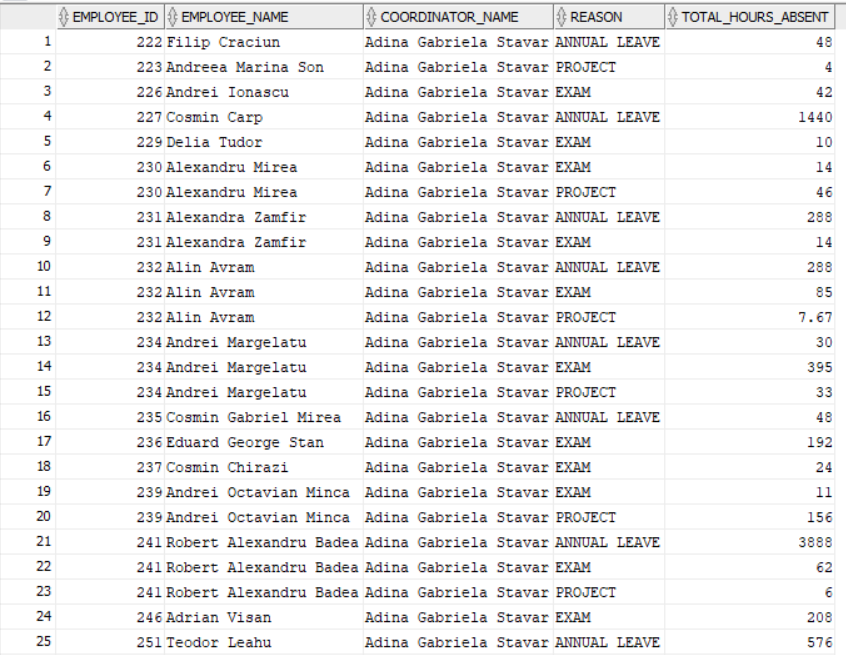 EMPLOYEE_ID EMPLOYEE_NAME COORDINATOR_NAME REASON TOTAL_HOURS_ABSENT
1 222 Filip Craciun Adina Gabriela Stavar ANNUAL LEAVE 48
2 223 Andreea Marina Son Adina Gabriela Stavar PROJECT 4
3 226 Andrei Ionascu Adina Gabriela Stavar EXAM 42
4 227 Cosmin Carp Adina Gabriela Stavar ANNUAL LEAVE 1440
5 229 Delia Tudor Adina Gabriela Stavar EXAM 10
6 230 Alexandru Mirea Adina Gabriela Stavar EXAM 14
7 230 Alexandru Mirea Adina Gabriela Stavar PROJECT 46
8 231 Alexandra Zamfir Adina Gabriela Stavar ANNUAL LEAVE 288
9 231 Alexandra Zamfir Adina Gabriela Stavar EXAM 14
10 232 Alin Avram Adina Gabriela Stavar ANNUAL LEAVE 288
11 232 Alin Avram Adina Gabriela Stavar EXAM 85
12 232 Alin Avram Adina Gabriela Stavar PROJECT 7.67
13 234 Andrei Margelatu Adina Gabriela Stavar ANNUAL LEAVE 30
14 234 Andrei Margelatu Adina Gabriela Stavar EXAM 395
15 234 Andrei Margelatu Adina Gabriela Stavar PROJECT 33
16 235 Cosmin Gabriel Mirea Adina Gabriela Stavar ANNUAL LEAVE 48
17 236 Eduard George Stan Adina Gabriela Stavar EXAM 192
18 237 Cosmin Chirazi Adina Gabriela Stavar EXAM 24
19 239 Andrei Octavian Minca Adina Gabriela Stavar EXAM 11
20 239 Andrei Octavian Minca Adina Gabriela Stavar PROJECT 156
21 241 Robert Alexandru Badea Adina Gabriela Stavar ANNUAL LEAVE 3888
22 241 Robert Alexandru Badea Adina Gabriela Stavar EXAM 62
23 241 Robert Alexandru Badea Adina Gabriela Stavar PROJECT 6
24 246 Adrian Visan Adina Gabriela Stavar EXAM 208
25 251 Teodor Leahu Adina Gabriela Stavar ANNUAL LEAVE 576